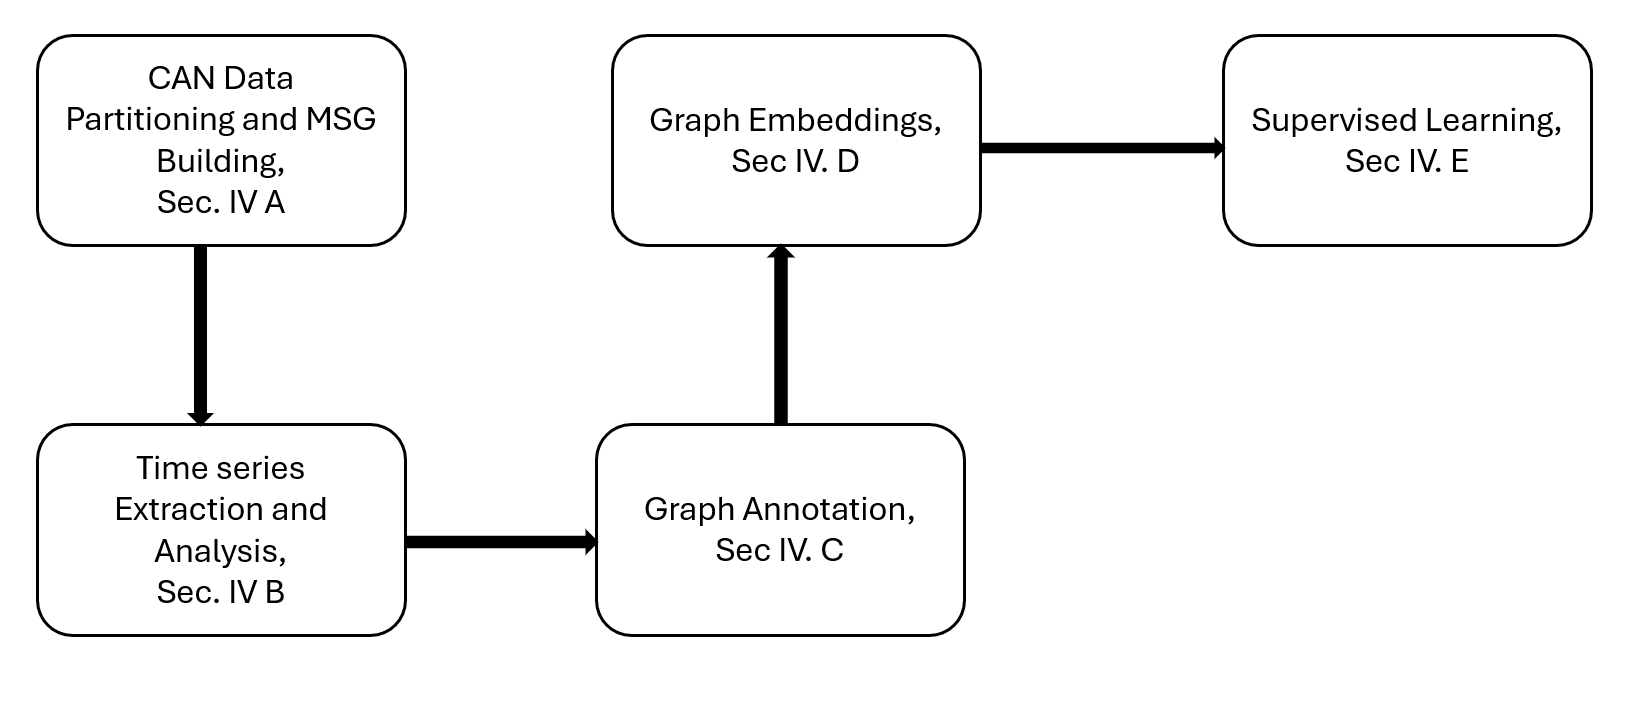 CAN Data
Partitioning and MSG
Building,
Sec. IV A
Time series
Extraction and
Analysis,
Sec. IV B
Graph Annotation,
Sec IV. C
Graph Embeddings,
Sec IV. D
Supervised Learning,
Sec IV. E